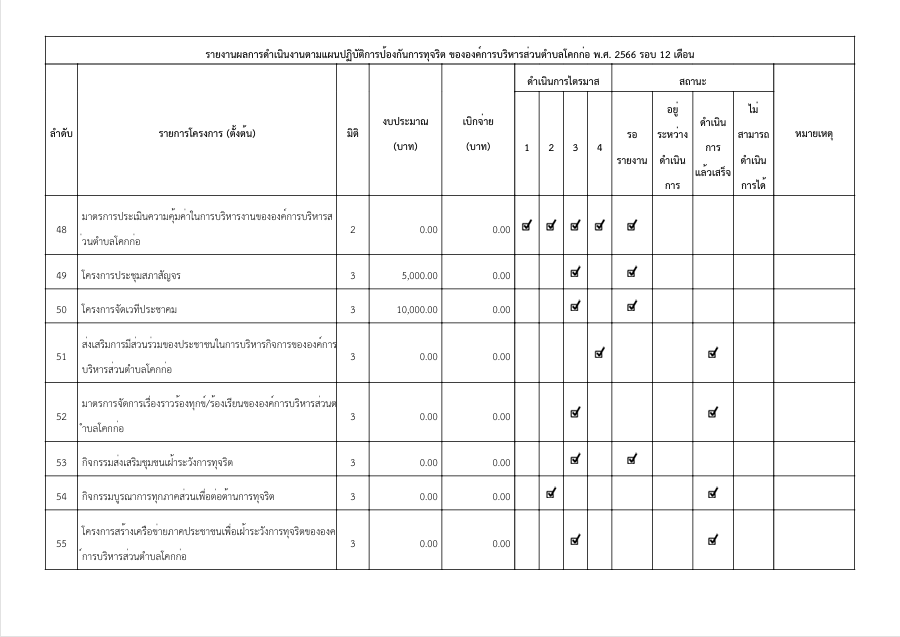 รายงานผลการดำเนินงานตามแผนปฏิบัติการป้องกันการทุจริต ขององค์การบริหารส่วนตำบลโคกก่อ พ.ศ. 2566 รอบ 12 เดือน
ลำดับ รายการโครงการ (ตั้งต้น) มิติ งบประมาณ (บาท) เบิกจ่าย (บาท) ดำเนินการไตรมาส สถานะ หมายเหตุ
1 2 3 4 รอ รายงาน อยู่ ระหว่าง ดำเนิน การ ดำเนิน การ แล้วเสร็จ ไม่ สามารถ ดำเนิน การได้
48 มาตรการประเมินความคุ้มค่าในการบริหารงานขององค์การบริหารส 2 0.00 0.00 ☑ ☑ ☑ ☑ ☑
่วนตำบลโคกก่อ
49 โครงการประชุมสภาสัญจร 3 5,000.00 0.00 ☑ ☑
50 โครงการจัดเวทีประชาคม 3 10,000.00 0.00 ☑ ☑
51 ส่งเสริมการมีส่วนร่วมของประชาชนในการบริหารกิจการขององค์การ 3 0.00 0.00 ☑ ☑
บริหารส่วนตำบลโคกก่อ
52 มาตรการจัดการเรื่องราวร้องทุกข์/ร้องเรียนขององค์การบริหารส่วนต 3 0.00 0.00 ☑ ☑
ำบลโคกก่อ
53 กิจกรรมส่งเสริมชุมชนเฝ้าระวังการทุจริต 3 0.00 0.00 ☑ ☑
54 กิจกรรมบูรณาการทุกภาคส่วนเพื่อต่อต้านการทุจริต 3 0.00 0.00 ☑ ☑
55 โครงการสร้างเครือข่ายภาคประชาชนเพื่อเฝ้าระวังการทุจริตขององค 3 0.00 0.00 ☑ ☑
์การบริหารส่วนตำบลโคกก่อ